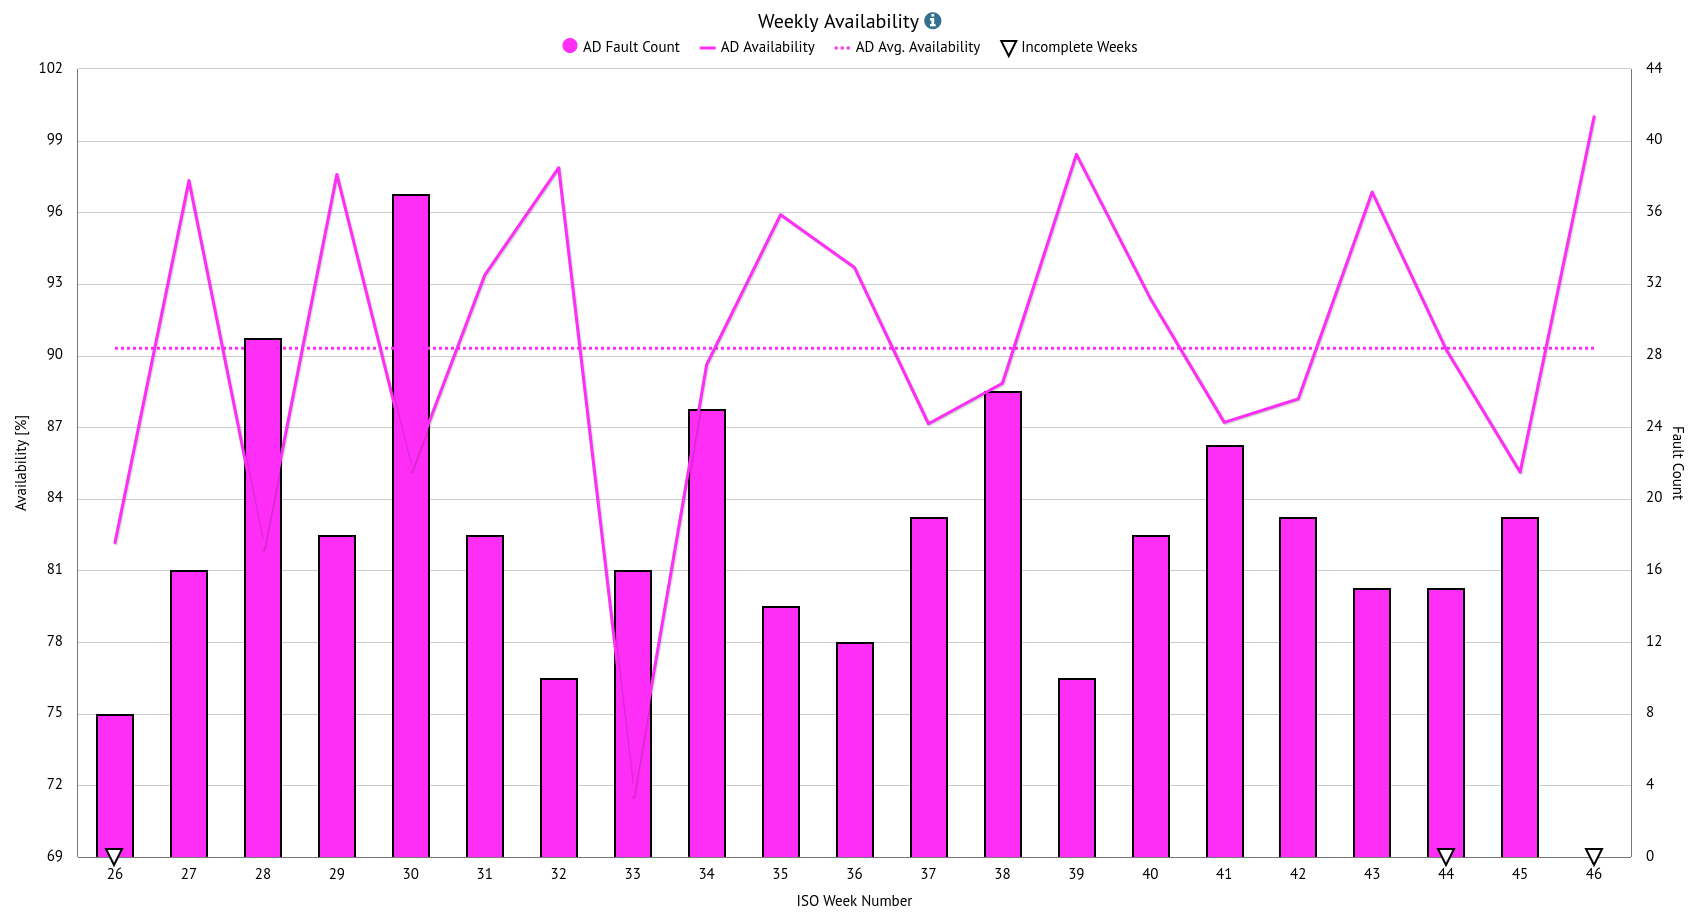 Weekly Availability
AD Fault Count AD Availability AD Avg. Availability Incomplete Weeks
102 44
99 40
96 36
93 32
90 28
87 24
84 20
81 16
78 12
75 8
72 4
69 0
Availability [%]
Fault Count
26 27 28 29 30 31 32 33 34 35 36 37 38 39 40 41 42 43 44 45 46
ISO Week Number